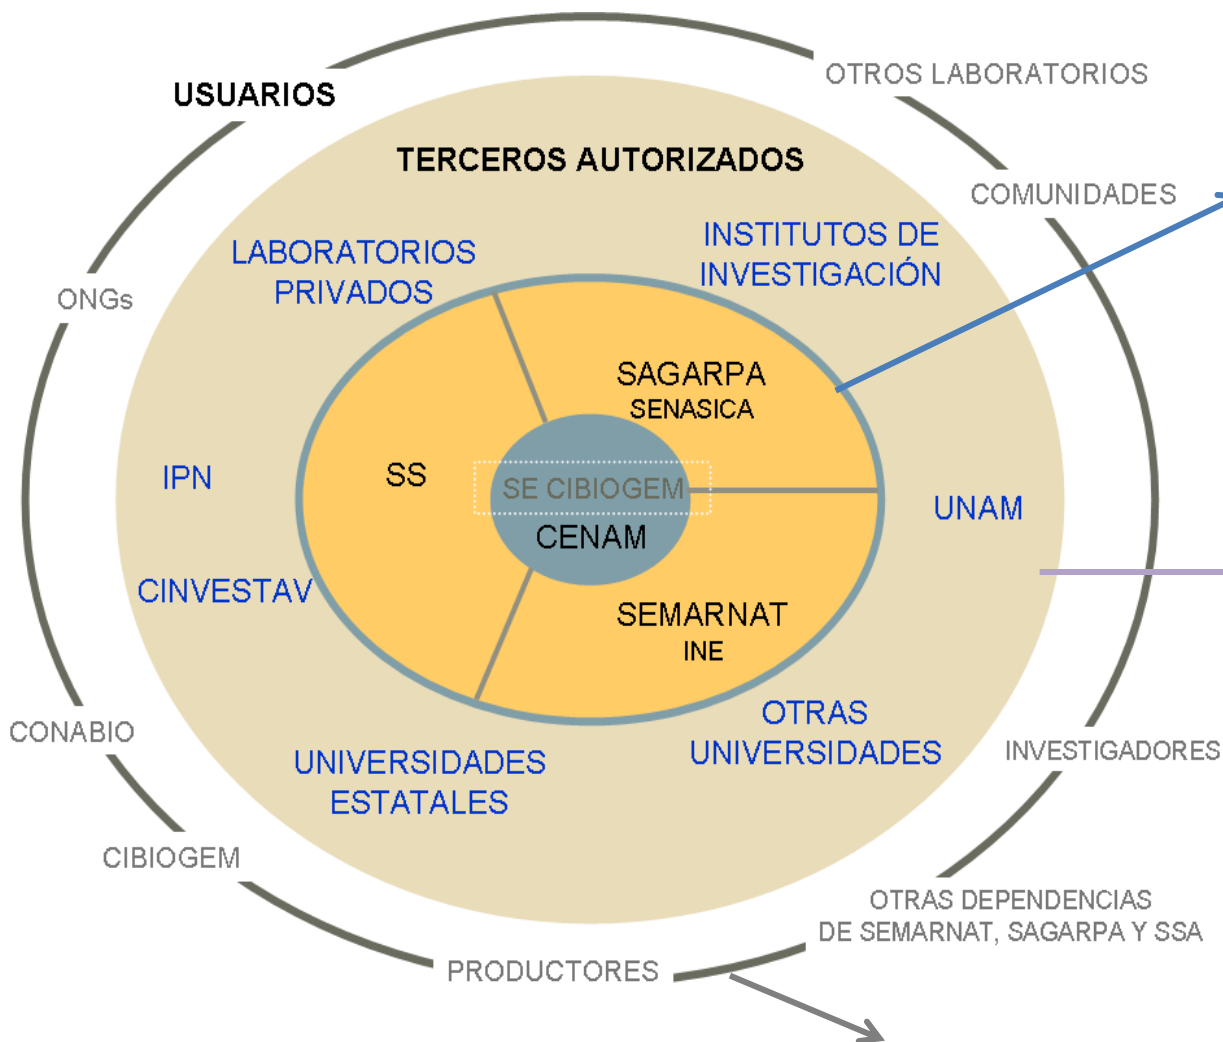 OTROS LABORATORIOS
USUARIOS
TERCEROS AUTORIZADOS
COMUNIDADES
LABORATORIOS
PRIVADOS
INSTITUTOS DE
INVESTIGACIÓN
ONGs
SAGARPA
SENASICA
IPN
SS
SE CIBIOGEM
CENAM
UNAM
CINVESTAV
SEMARNAT
INE
CONABIO
UNIVERSIDADES
ESTATALES
OTRAS
UNIVERSIDADES
INVESTIGADORES
CIBIOGEM
OTRAS DEPENDENCIAS
DE SEMARNAT, SAGARPA Y SSA
PRODUCTORES